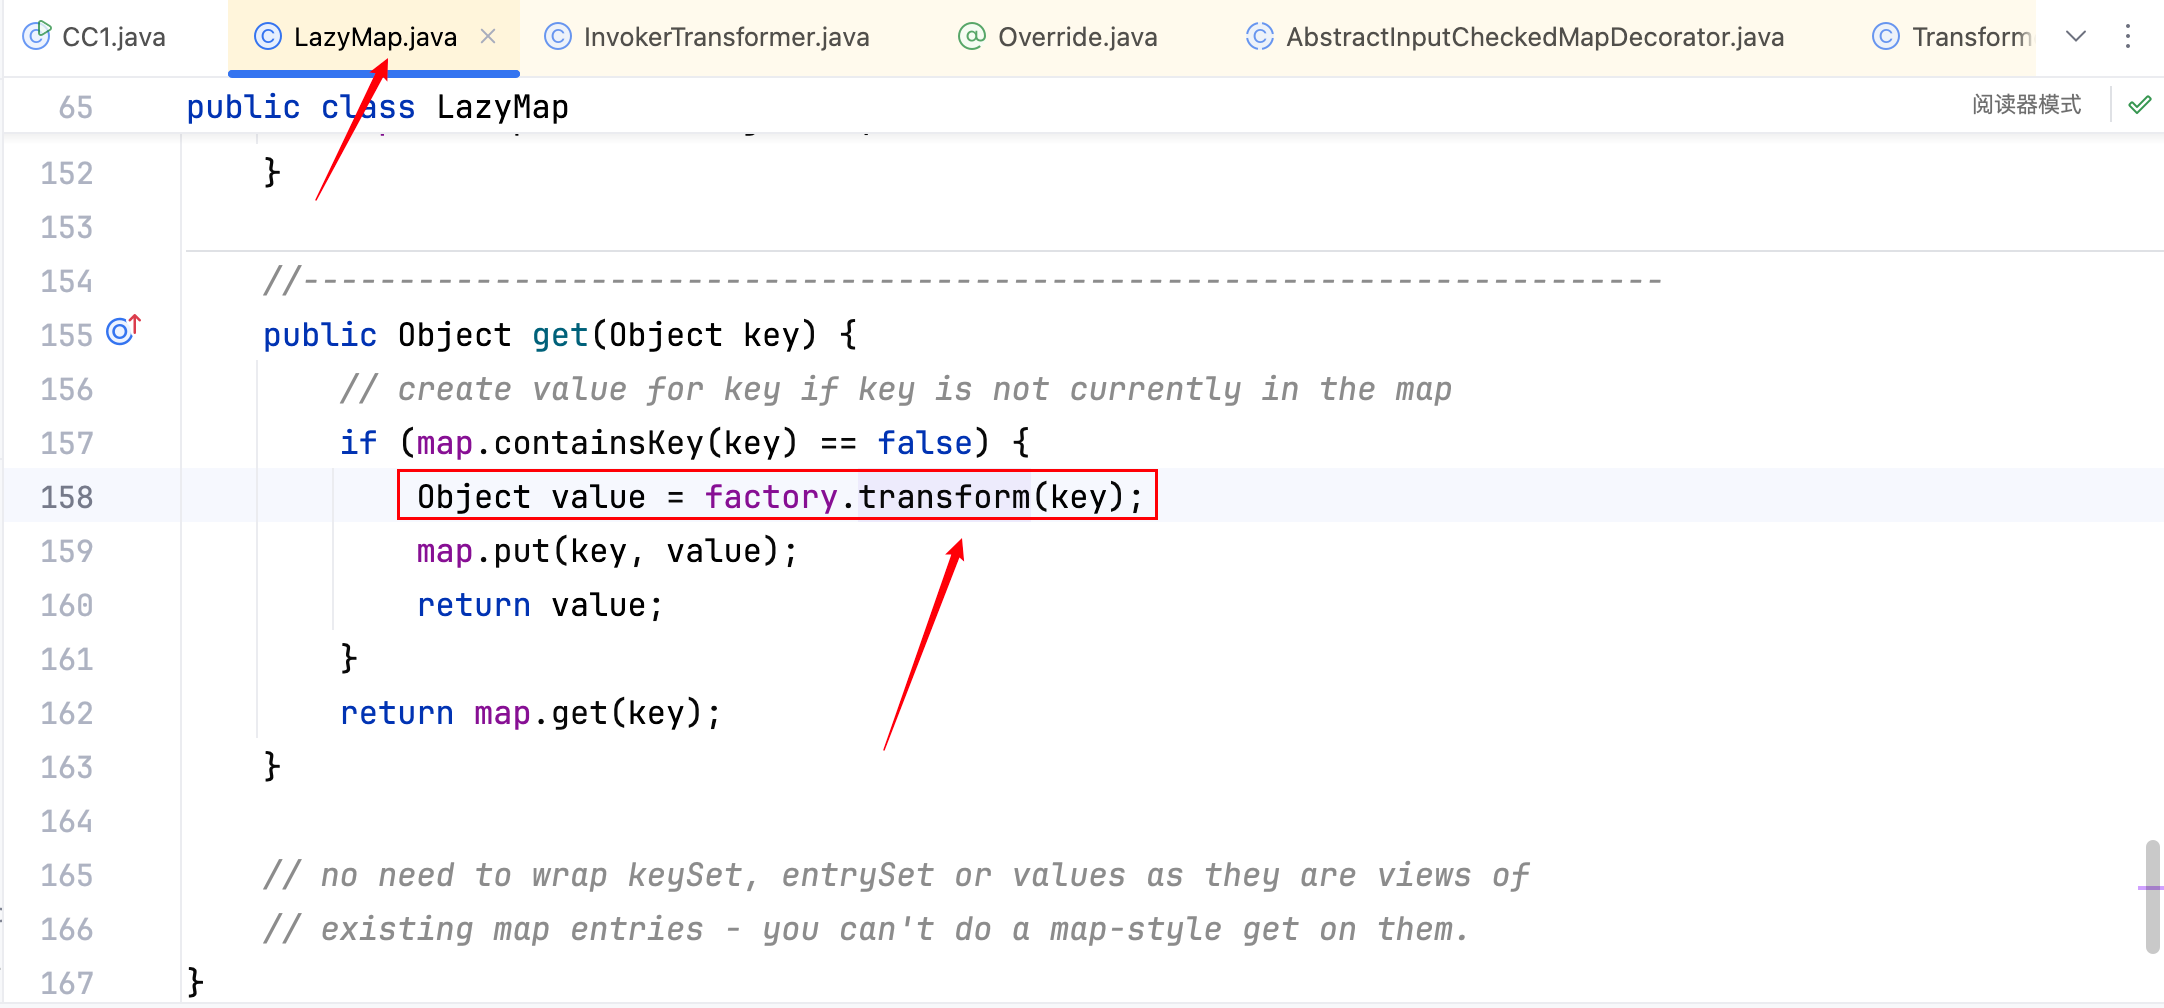 CC1.java LazyMap.java InvokerTransformer.java Override.java AbstractInputCheckedMapDecorator.java Transform
65 public class LazyMap 阅读器模式
152 }
153
154 //-----------------------------------------------------------------------
155 public Object get(Object key) {
156 // create value for key if key is not currently in the map
157 if (map.containsKey(key) == false) {
158 Object value = factory.transform(key);
159 map.put(key, value);
160 return value;
161 }
162 return map.get(key);
163 }
164
165 // no need to wrap keySet, entrySet or values as they are views of
166 // existing map entries - you can't do a map-style get on them.
167 }